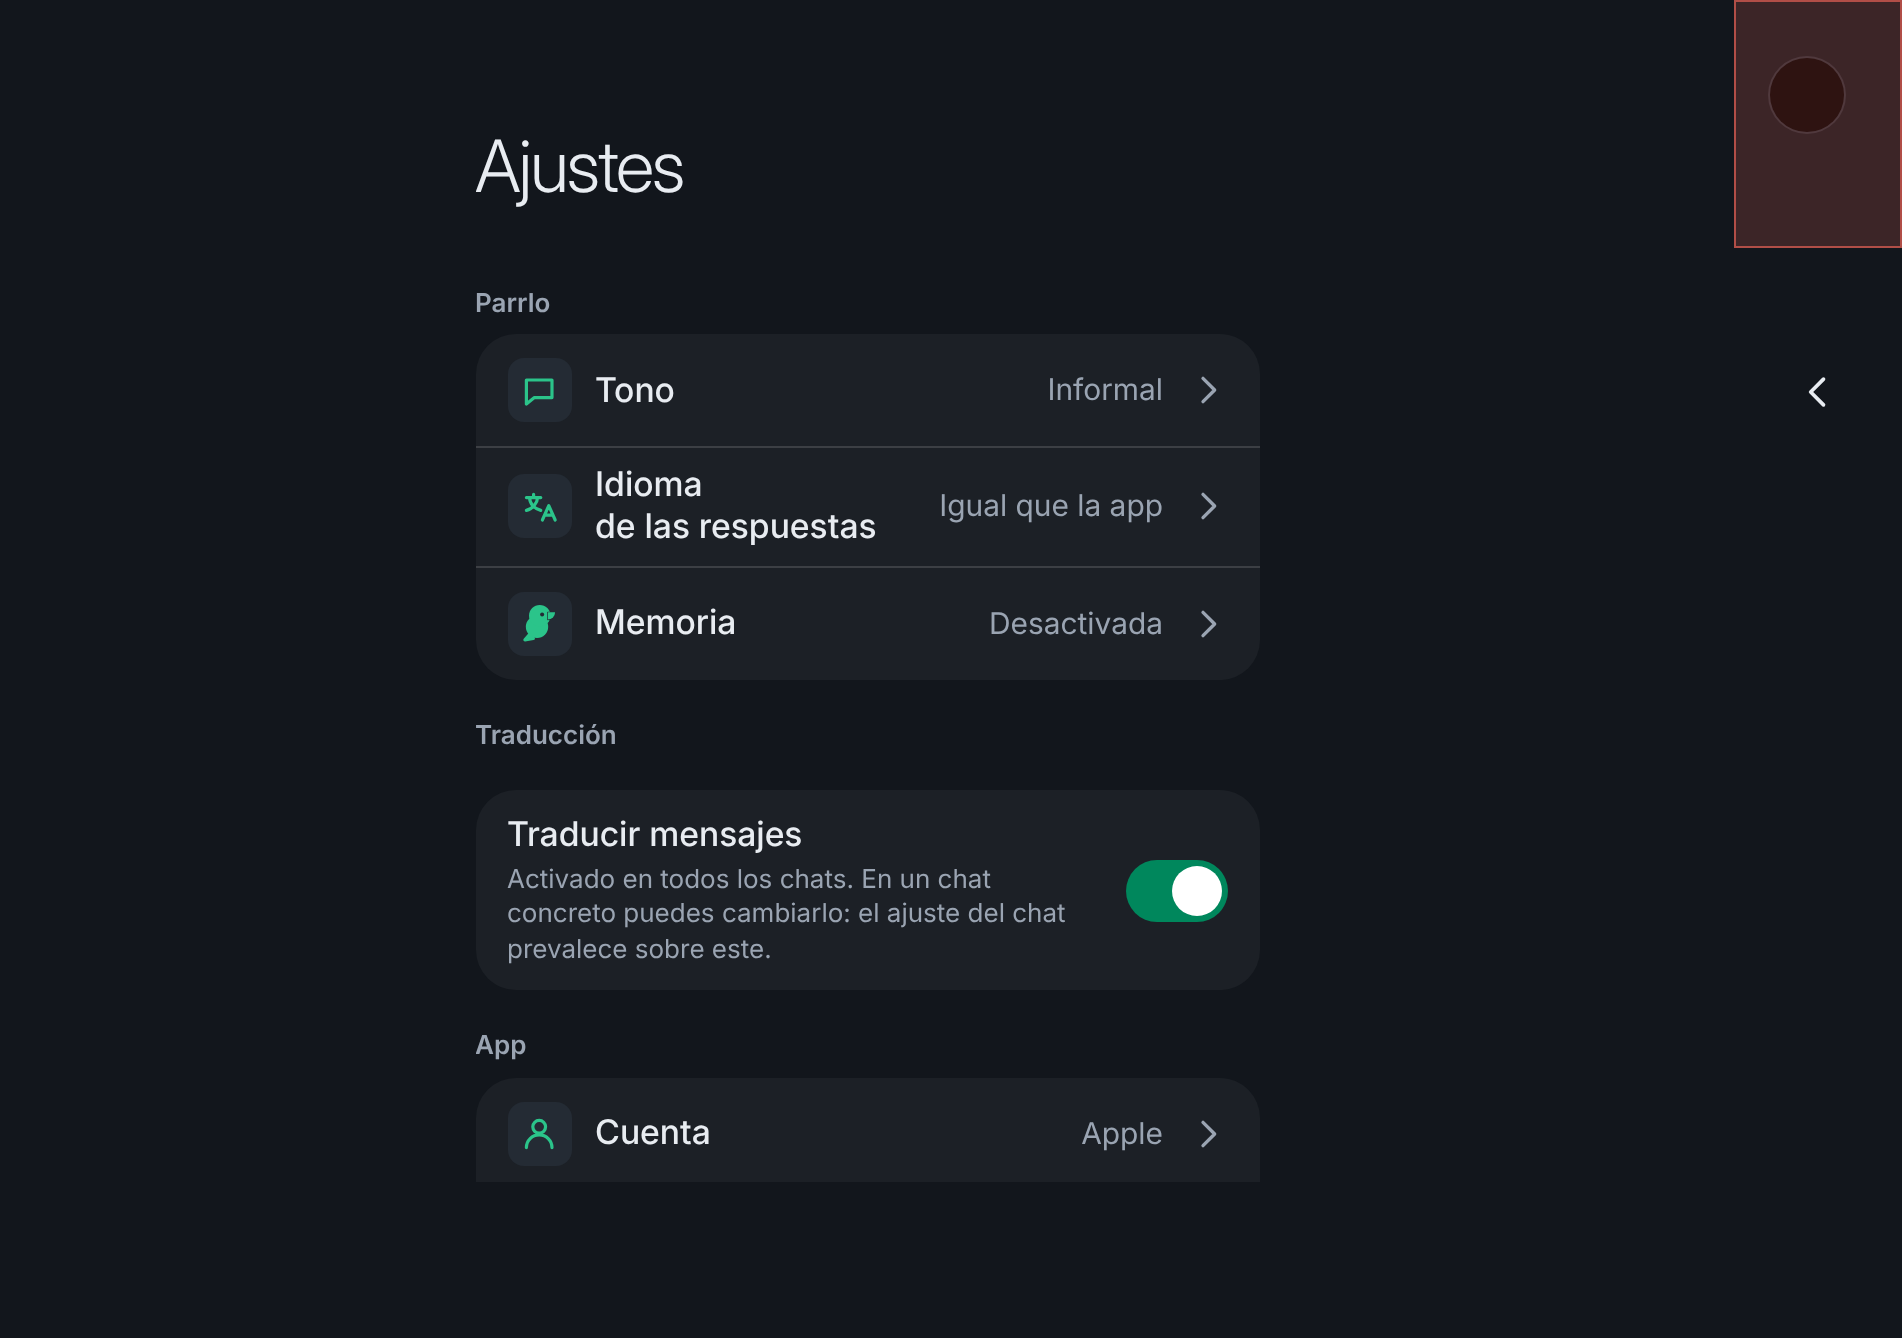 Ajustes
Parrlo
Tono
Informal
Idioma
de las respuestas
Igual que la app
Memoria
Desactivada
Traducción
Traducir mensajes
Activado en todos los chats. En un chat
concreto puedes cambiarlo: el ajuste del chat
prevalece sobre este.
App
Cuenta
Apple